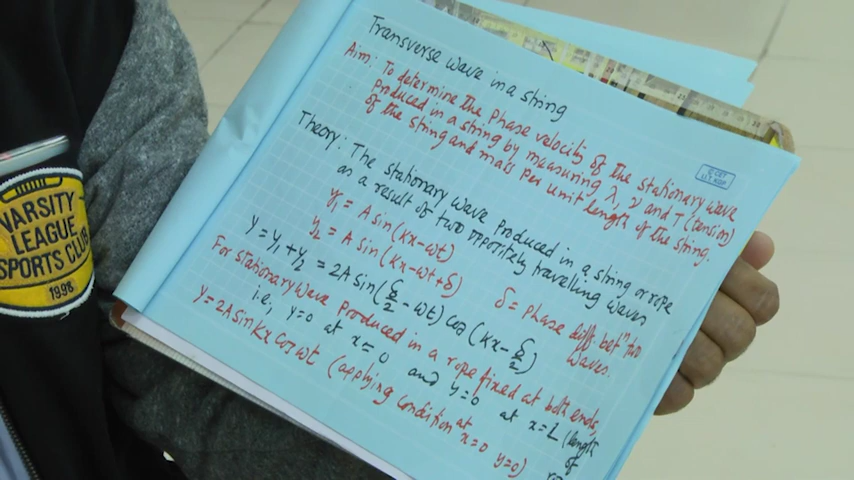 Transverse wave in a string
Aim: To determine the phase velocity of the stationary wave
produced in a string by measuring λ, ν and T (tension)
of the string and mass per unit length of the string.
Theory: The stationary wave produced in a string or rope
as a result of two oppositely travelling waves
y₁ = A sin(kx-ωt)
y₂ = A sin(kx-ωt+δ) δ = phase diff. betⁿ two
waves.
y = y₁+y₂ = 2A sin(δ/2 - ωt) cos(kx - δ/2)
For stationary wave produced in a rope fixed at both ends,
i.e., y=0 at x=0 and y=0 at x=L (length
of
y=2A sin kx cos ωt (applying condition at
x=0 y=0)
VARSITY
LEAGUE
SPORTS CLUB
1998